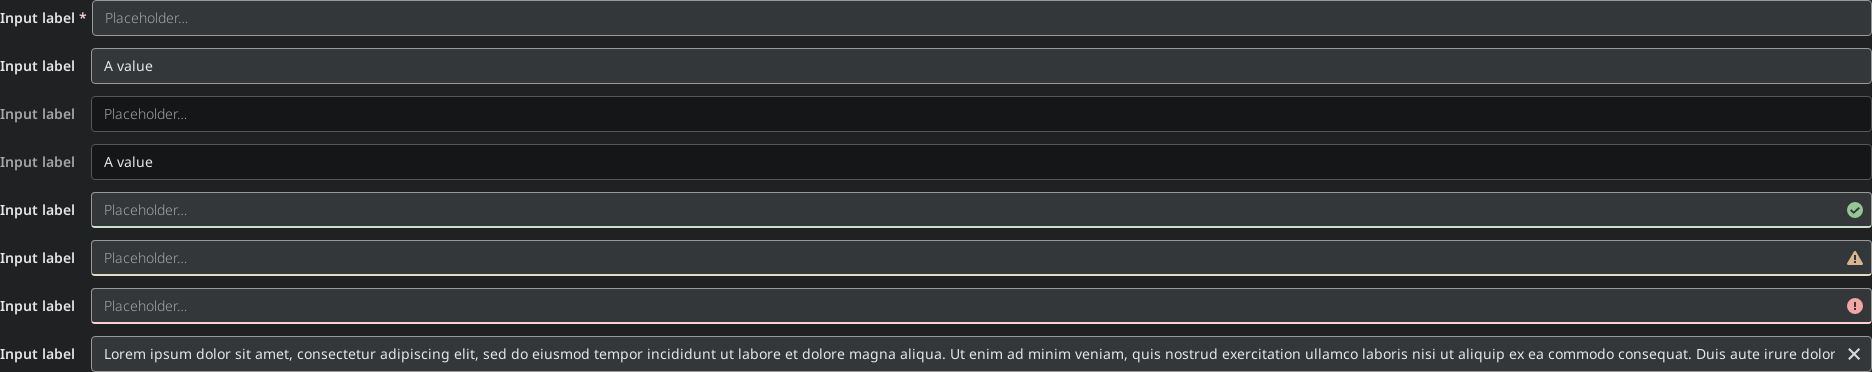 Input label * Placeholder...
Input label A value
Input label Placeholder...
Input label A value
Input label Placeholder...
Input label Placeholder...
Input label Placeholder...
Input label Lorem ipsum dolor sit amet, consectetur adipiscing elit, sed do eiusmod tempor incididunt ut labore et dolore magna aliqua. Ut enim ad minim veniam, quis nostrud exercitation ullamco laboris nisi ut aliquip ex ea commodo consequat. Duis aute irure dolor